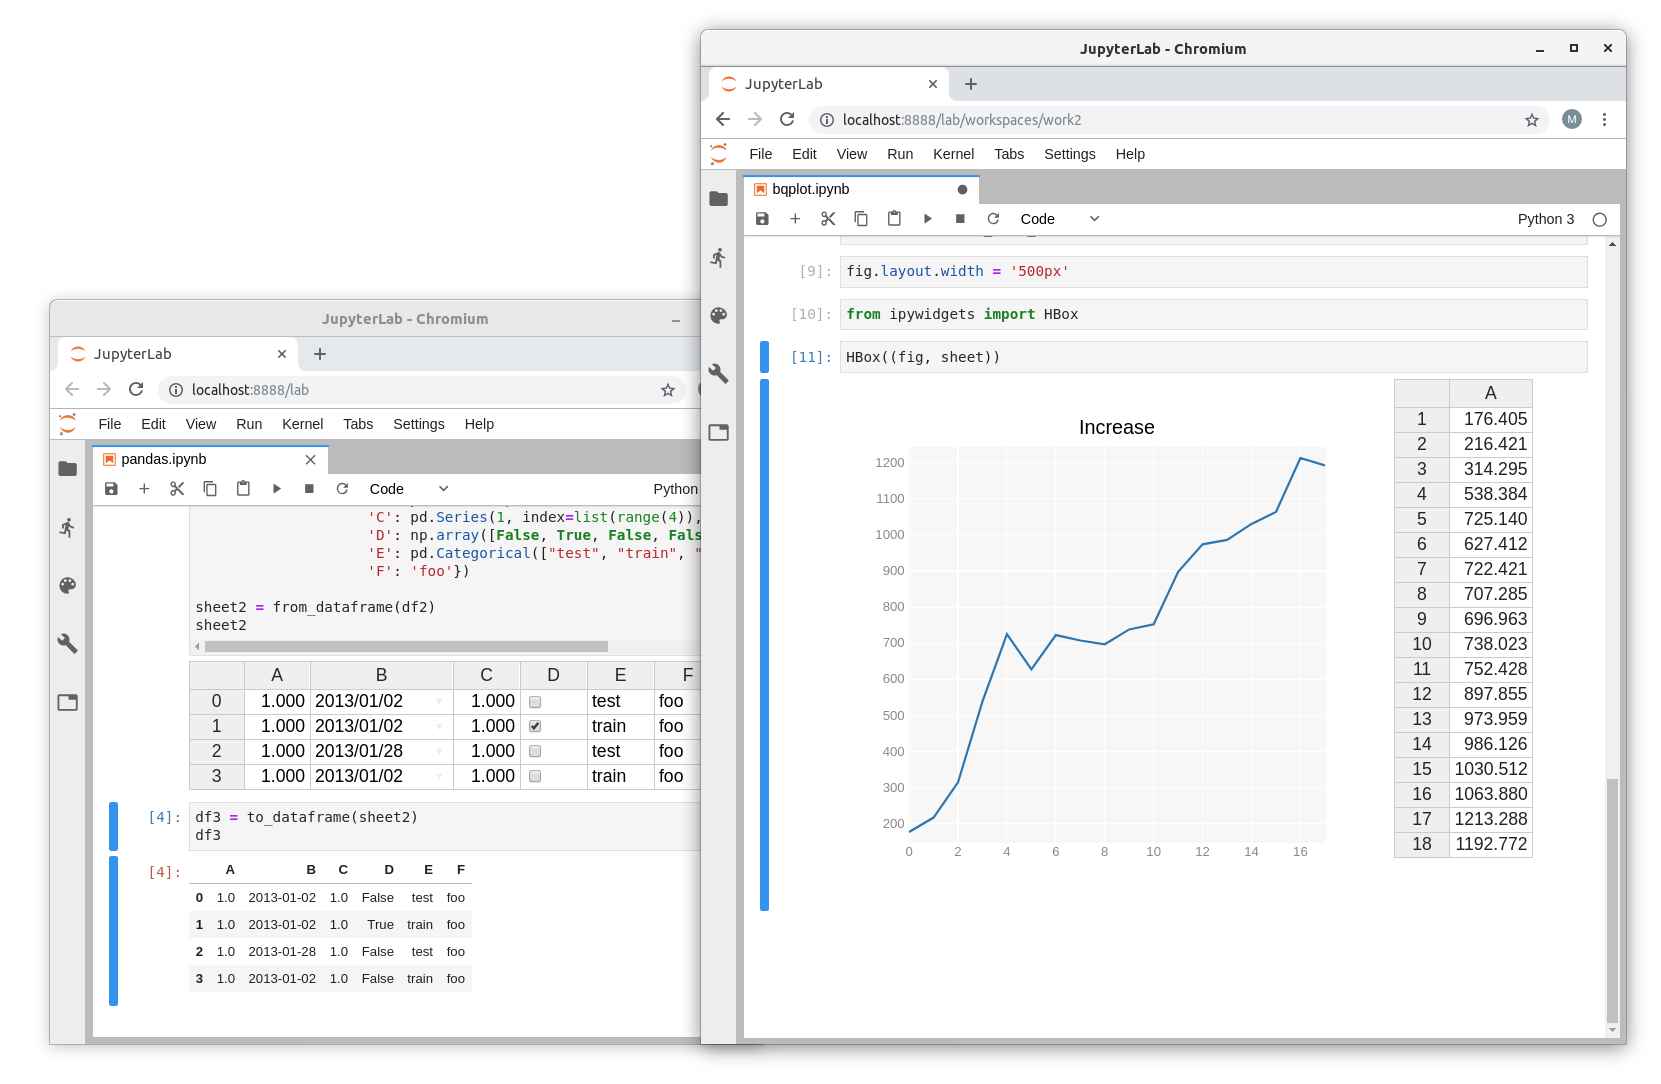 JupyterLab - Chromium
JupyterLab
localhost:8888/lab
File Edit View Run Kernel Tabs Settings Help
pandas.ipynb
Code
Python
'C': pd.Series(1, index=list(range(4)),
'D': np.array([False, True, False, Fals
'E': pd.Categorical(["test", "train", "
'F': 'foo'})
sheet2 = from_dataframe(df2)
sheet2
A B C D E F
0 1.000 2013/01/02 1.000 test foo
1 1.000 2013/01/02 1.000 train foo
2 1.000 2013/01/28 1.000 test foo
3 1.000 2013/01/02 1.000 train foo
[4]: df3 = to_dataframe(sheet2)
df3
[4]: A B C D E F
0 1.0 2013-01-02 1.0 False test foo
1 1.0 2013-01-02 1.0 True train foo
2 1.0 2013-01-28 1.0 False test foo
3 1.0 2013-01-02 1.0 False train foo
JupyterLab - Chromium
JupyterLab
localhost:8888/lab/workspaces/work2
M
File Edit View Run Kernel Tabs Settings Help
bqplot.ipynb
Code
Python 3
[9]: fig.layout.width = '500px'
[10]: from ipywidgets import HBox
[11]: HBox((fig, sheet))
Increase
1200
1100
1000
900
800
700
600
500
400
300
200
0 2 4 6 8 10 12 14 16
A
1 176.405
2 216.421
3 314.295
4 538.384
5 725.140
6 627.412
7 722.421
8 707.285
9 696.963
10 738.023
11 752.428
12 897.855
13 973.959
14 986.126
15 1030.512
16 1063.880
17 1213.288
18 1192.772